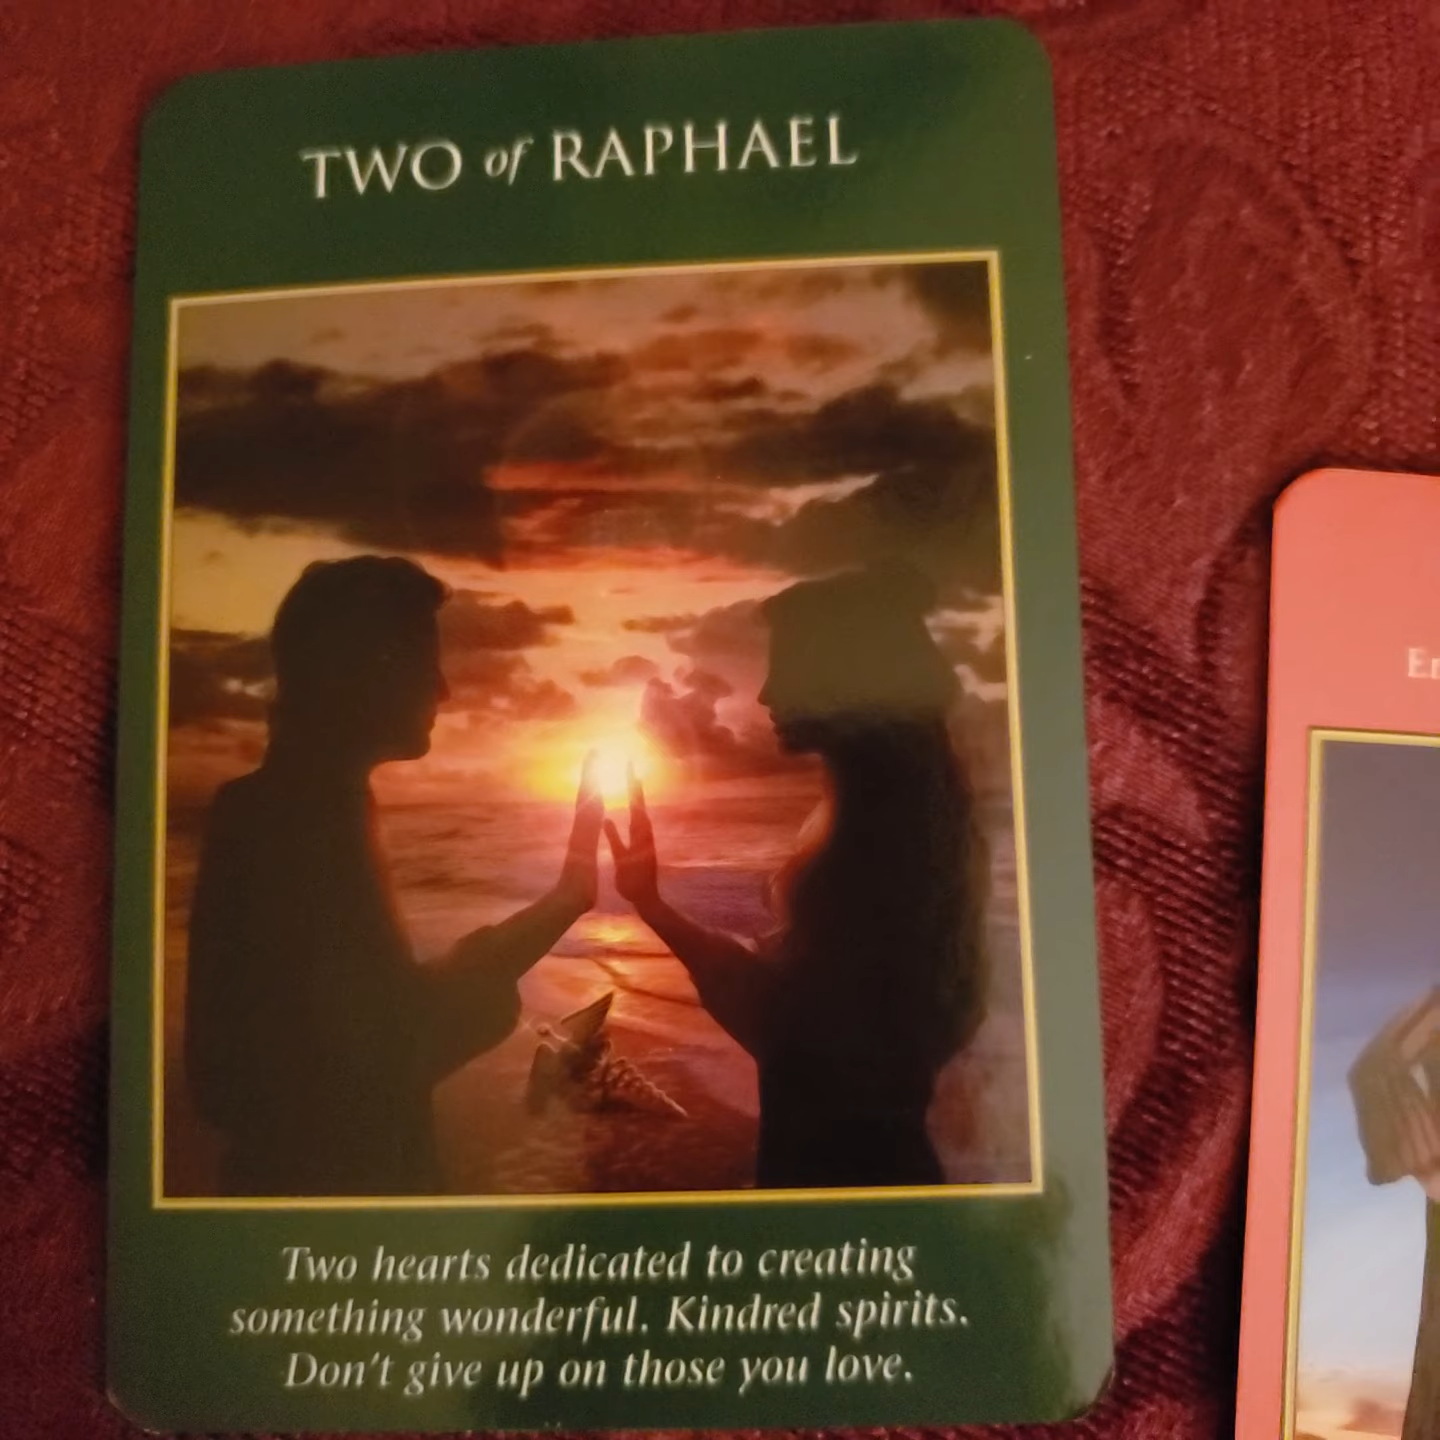 TWO of RAPHAEL
Two hearts dedicated to creating
something wonderful. Kindred spirits.
Don't give up on those you love.